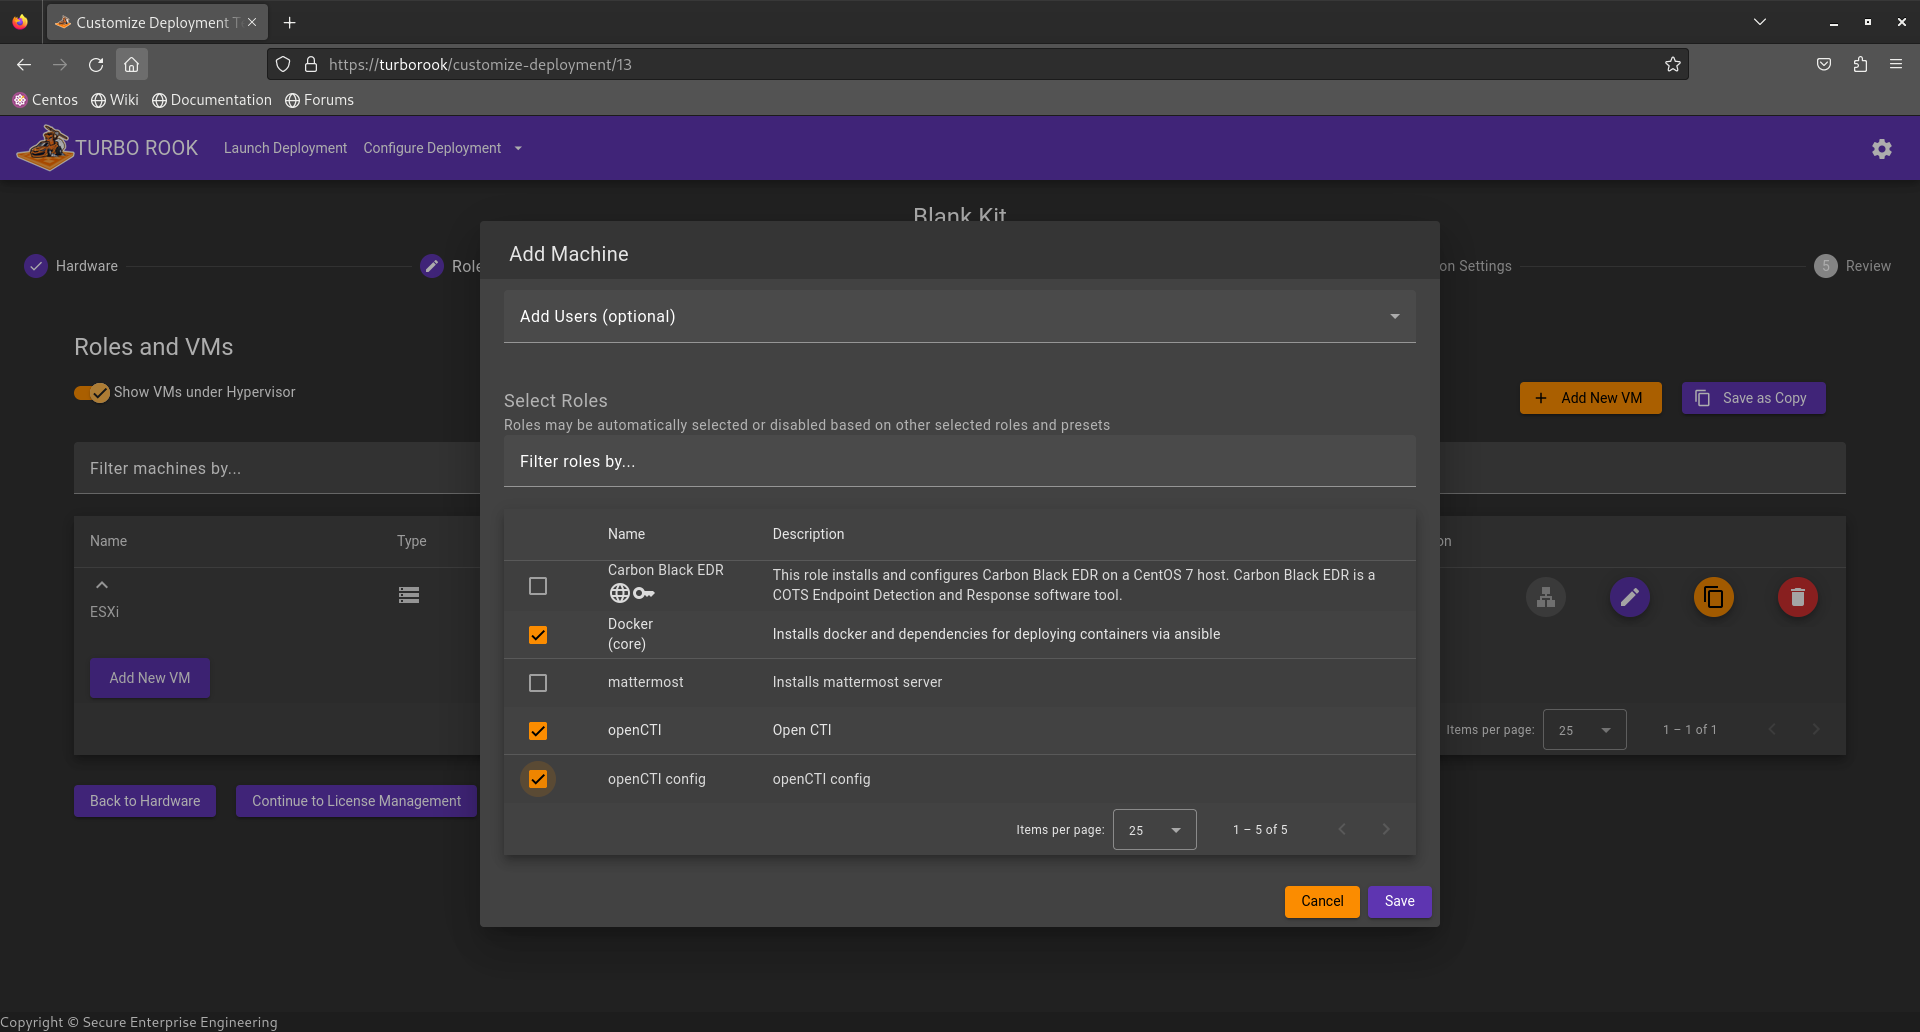 Customize Deployment T
https://turborook/customize-deployment/13
Centos
Wiki
Documentation
Forums
TURBO ROOK
Launch Deployment
Configure Deployment
Blank Kit
Hardware
Role
on Settings
5
Review
Roles and VMs
Show VMs under Hypervisor
Add New VM
Save as Copy
Filter machines by...
Name
Type
on
ESXi
Add New VM
Items per page:
25
1 – 1 of 1
Back to Hardware
Continue to License Management
Add Machine
Add Users (optional)
Select Roles
Roles may be automatically selected or disabled based on other selected roles and presets
Filter roles by...
Name
Description
Carbon Black EDR
This role installs and configures Carbon Black EDR on a CentOS 7 host. Carbon Black EDR is a
COTS Endpoint Detection and Response software tool.
Docker
(core)
Installs docker and dependencies for deploying containers via ansible
mattermost
Installs mattermost server
openCTI
Open CTI
openCTI config
openCTI config
Items per page:
25
1 – 5 of 5
Cancel
Save
Copyright © Secure Enterprise Engineering